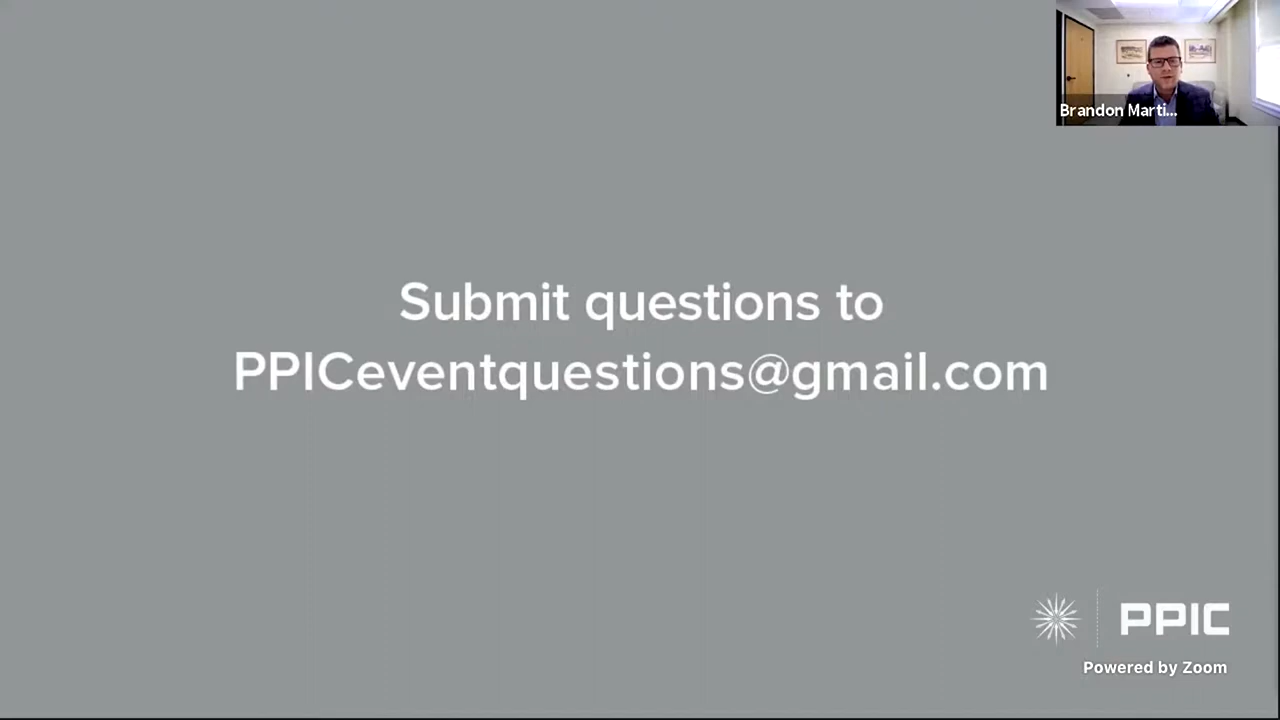 Brandon Marti...
Submit questions to
PPICeventquestions@gmail.com
PPIC
Powered by Zoom